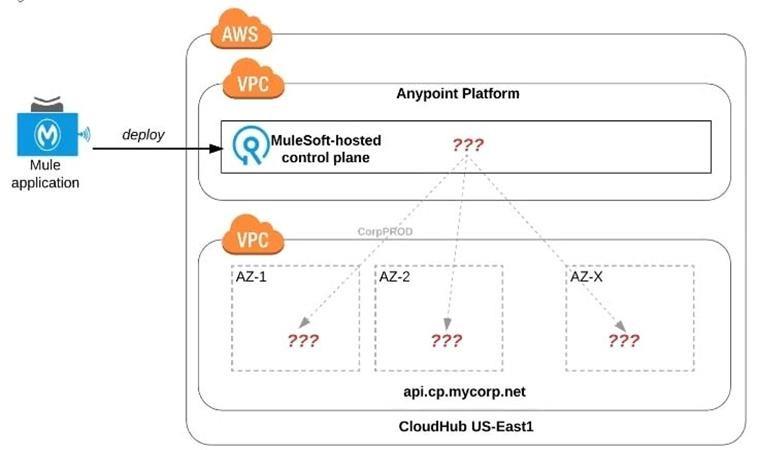 AWS
VPC
Anypoint Platform
deploy
MuleSoft-hosted
control plane
???
Mule
application
VPC
CorpPROD
AZ-1
AZ-2
AZ-X
???
???
???
api.cp.mycorp.net
CloudHub US-East1